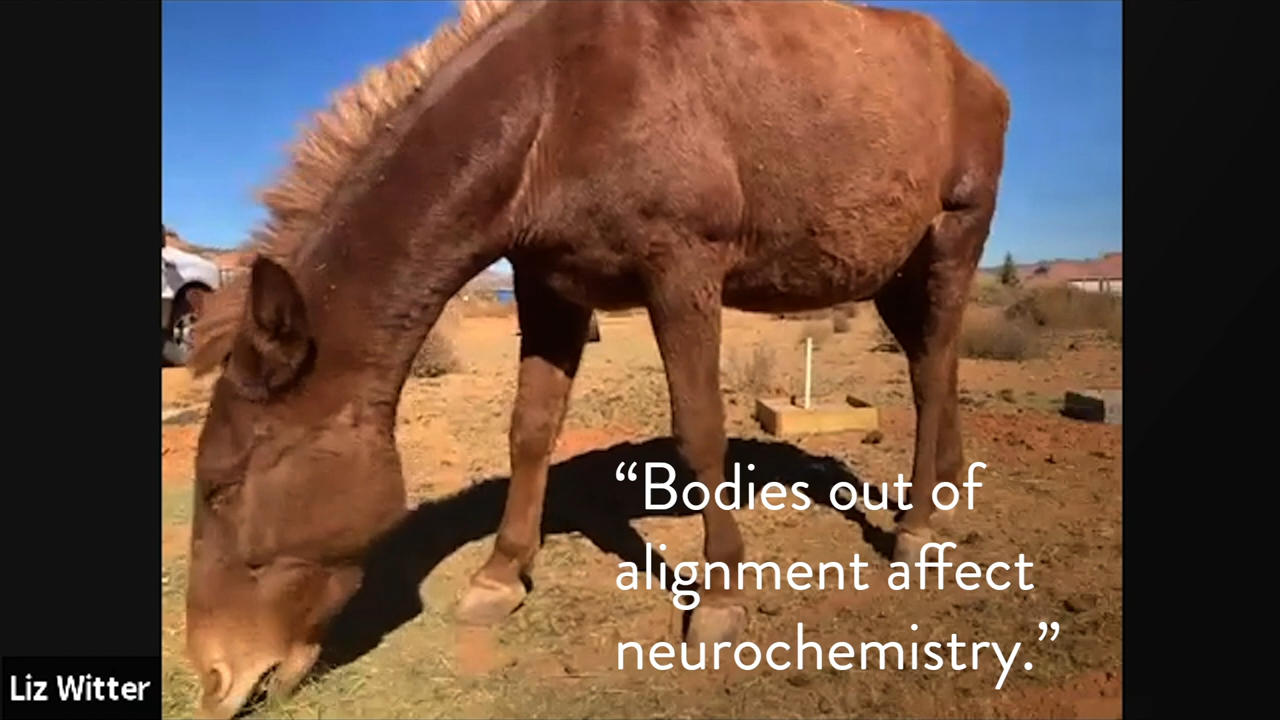 “Bodies out of
alignment affect
neurochemistry.”
Liz Witter